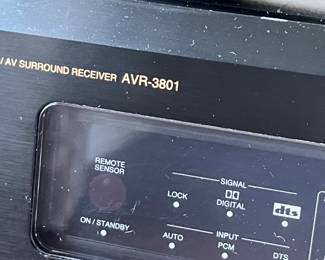 / AV SURROUND RECEIVER AVR-3801
REMOTE
SENSOR
SIGNAL
LOCK
DIGITAL
dts
ON / STANDBY
INPUT
AUTO
PCM
DTS